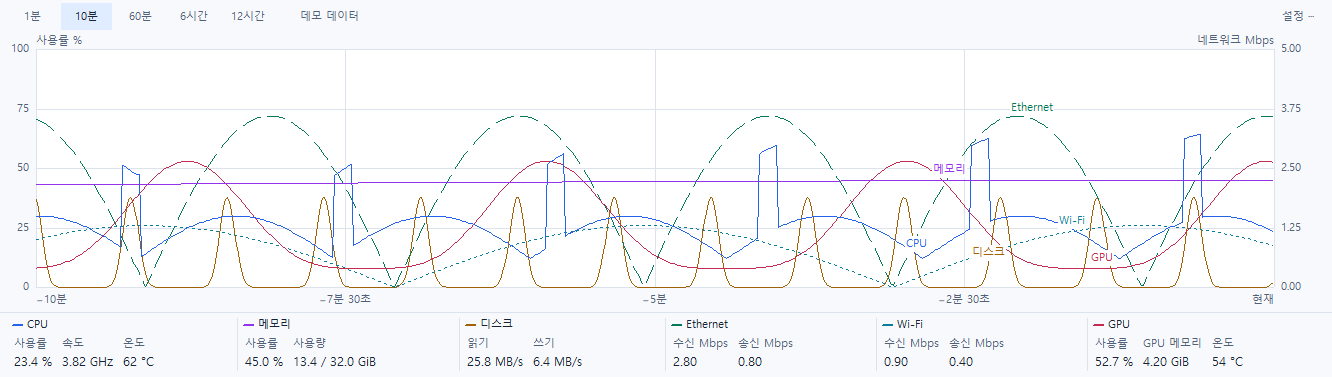 1분 10분 60분 6시간 12시간 데모 데이터 설정 ···
사용률 % 네트워크 Mbps
100 5.00
Ethernet
75 3.75
50 메모리 2.50
Wi-Fi
25 1.25
CPU 디스크 GPU
0 0.00
−10분 −7분 30초 −5분 −2분 30초 현재
CPU 메모리 디스크 Ethernet Wi-Fi GPU
사용률 속도 온도 사용률 사용량 읽기 쓰기 수신 Mbps 송신 Mbps 수신 Mbps 송신 Mbps 사용률 GPU 메모리 온도
23.4 % 3.82 GHz 62 °C 45.0 % 13.4 / 32.0 GiB 25.8 MB/s 6.4 MB/s 2.80 0.80 0.90 0.40 52.7 % 4.20 GiB 54 °C